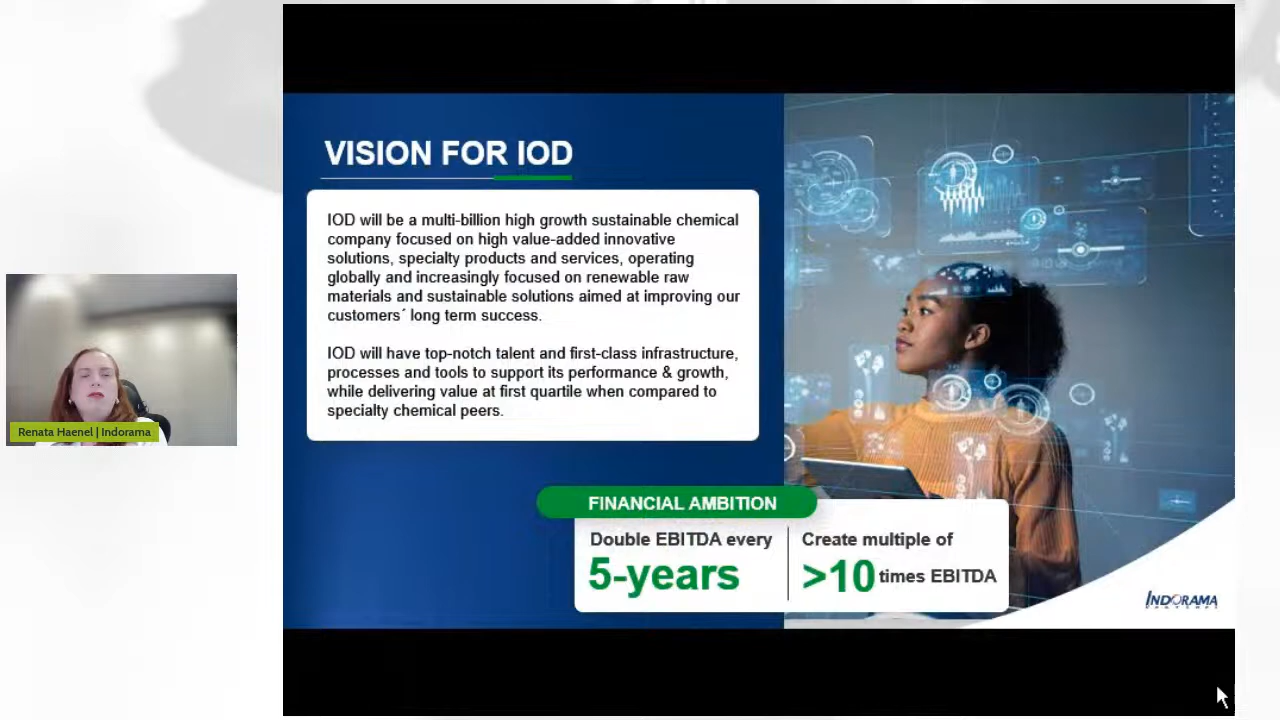 VISION FOR IOD
IOD will be a multi-billion high growth sustainable chemical
company focused on high value-added innovative
solutions, specialty products and services, operating
globally and increasingly focused on renewable raw
materials and sustainable solutions aimed at improving our
customers´ long term success.
IOD will have top-notch talent and first-class infrastructure,
processes and tools to support its performance & growth,
while delivering value at first quartile when compared to
specialty chemical peers.
Renata Haenel | Indorama
FINANCIAL AMBITION
Double EBITDA every
5-years
Create multiple of
>10 times EBITDA
INDORAMA